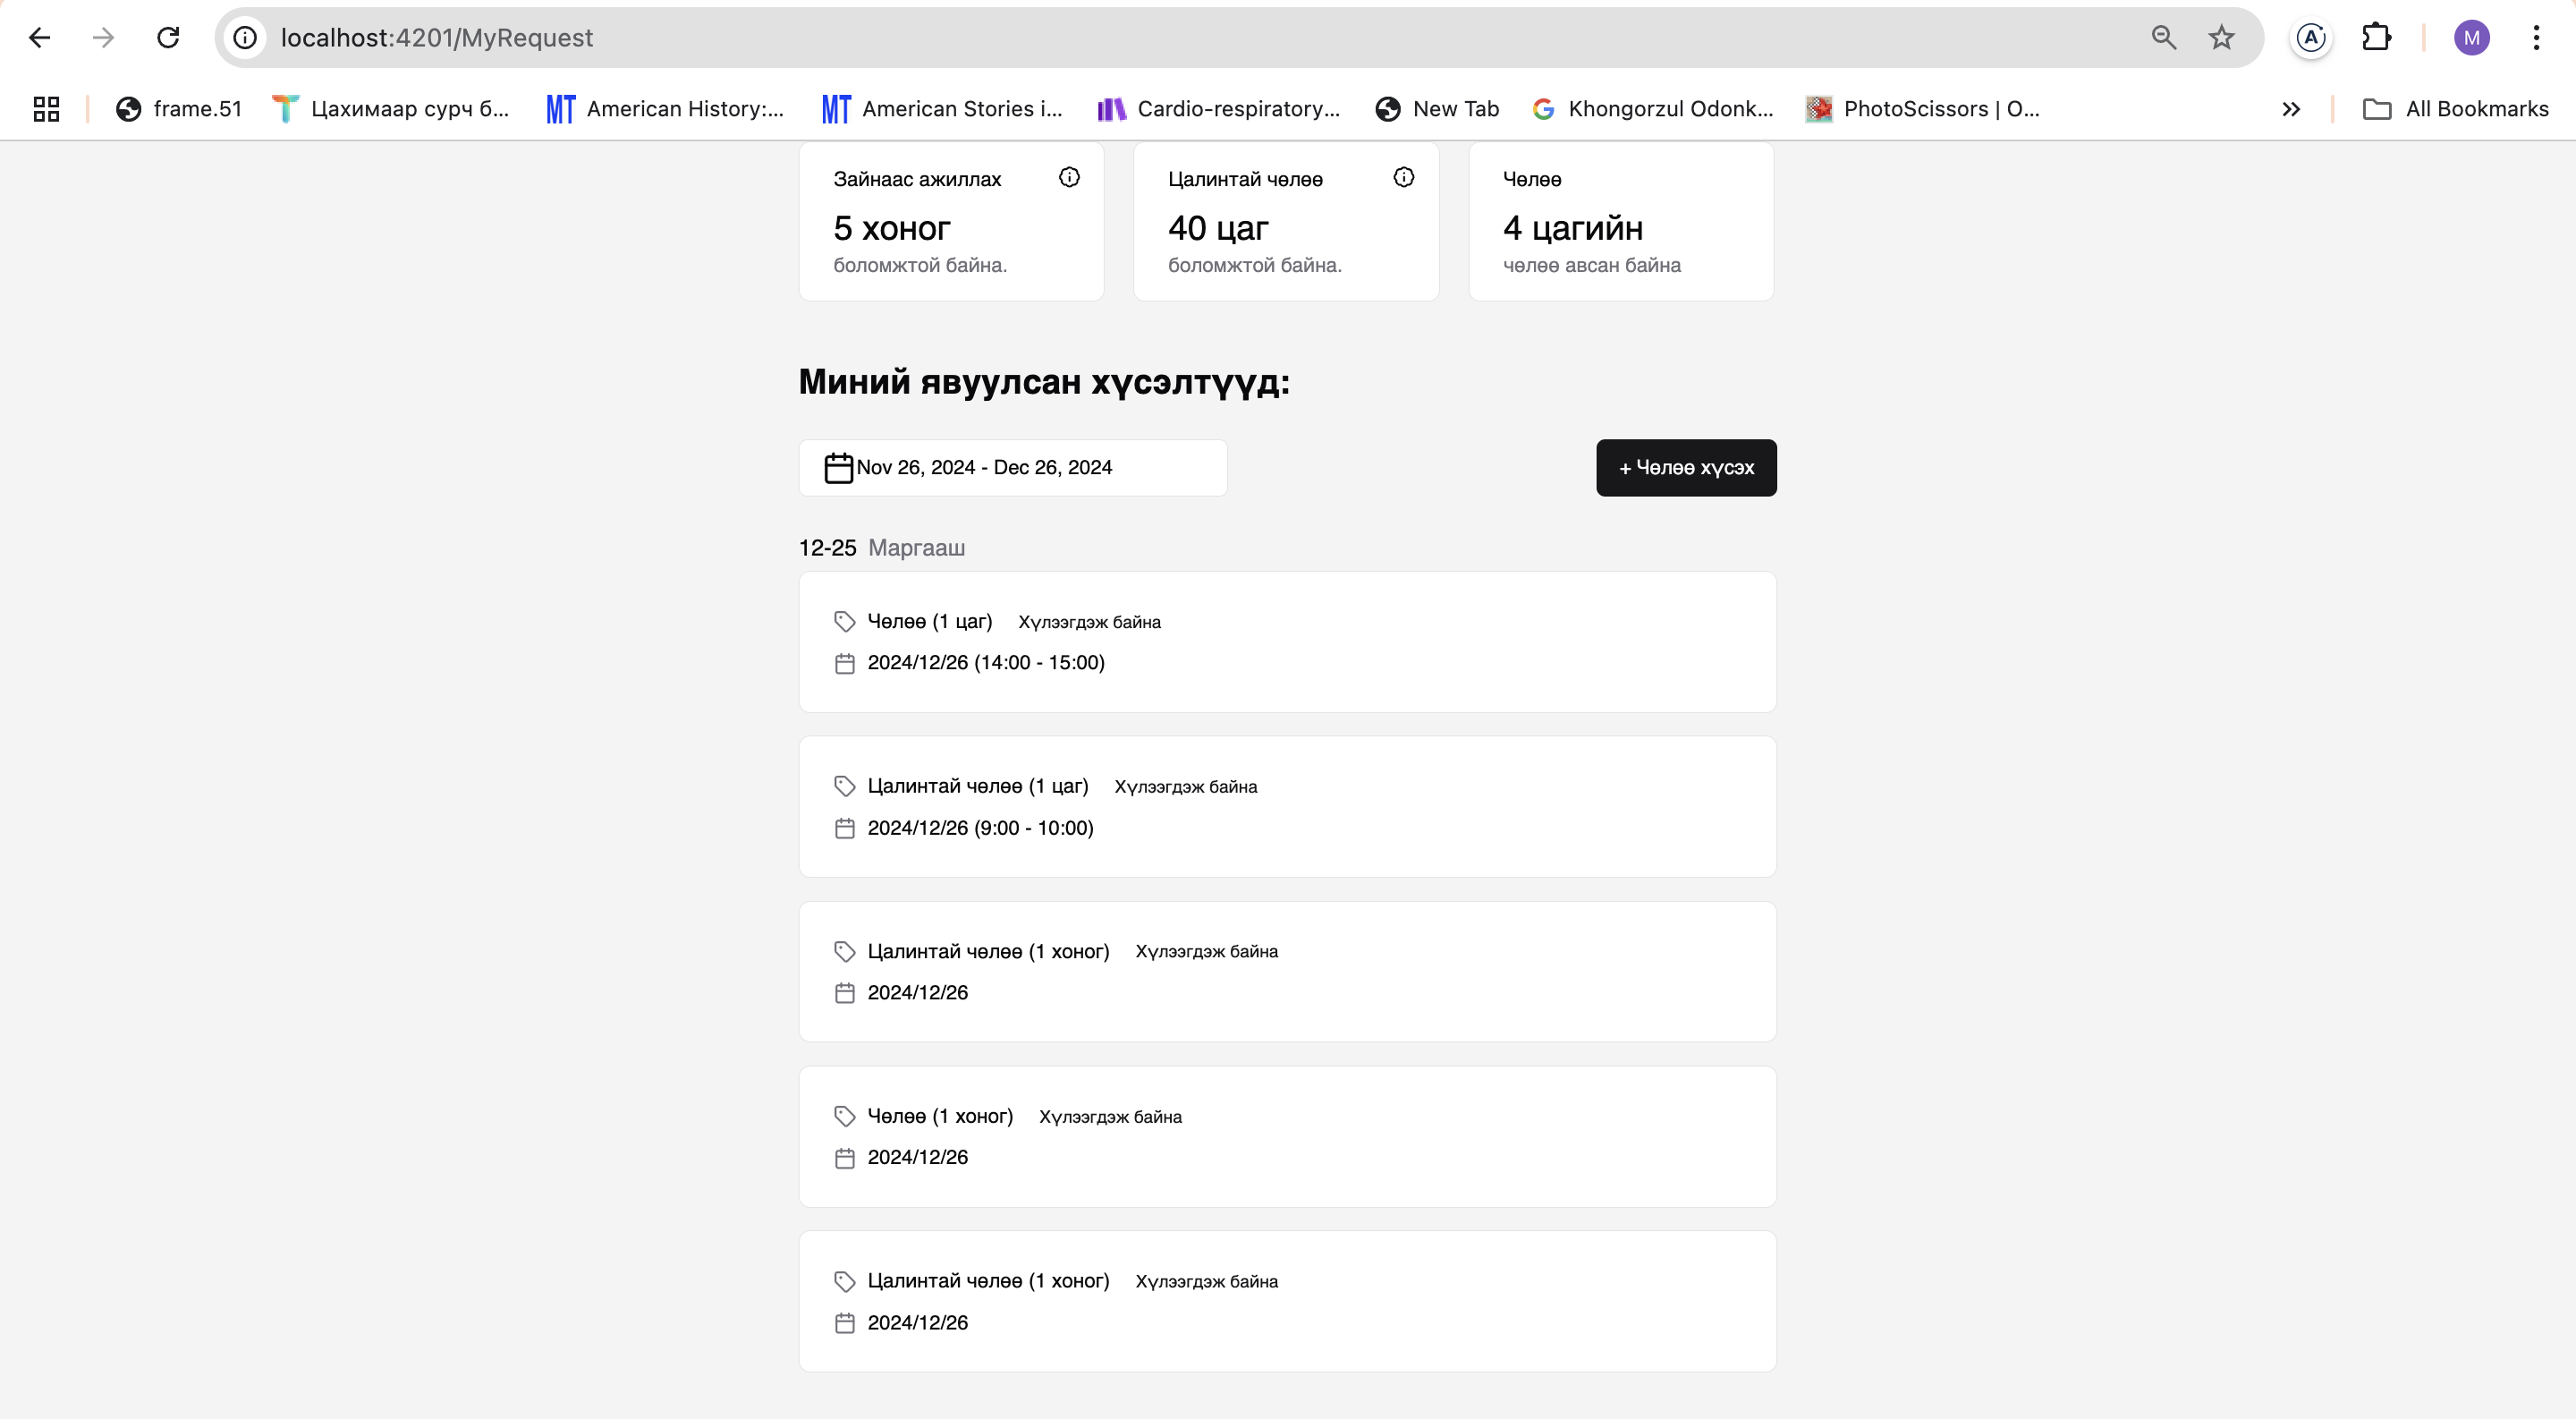 localhost:4201/MyRequest
A
M
frame.51
Цахимаар сурч б...
MT American History:...
MT American Stories i...
Cardio-respiratory...
New Tab
G Khongorzul Odonk...
PhotoScissors | O...
All Bookmarks
Зайнаас ажиллах
5 хоног
боломжтой байна.
Цалинтай чөлөө
40 цаг
боломжтой байна.
Чөлөө
4 цагийн
чөлөө авсан байна
Миний явуулсан хүсэлтүүд:
Nov 26, 2024 - Dec 26, 2024
+ Чөлөө хүсэх
12-25 Маргааш
Чөлөө (1 цаг) Хүлээгдэж байна
2024/12/26 (14:00 - 15:00)
Цалинтай чөлөө (1 цаг) Хүлээгдэж байна
2024/12/26 (9:00 - 10:00)
Цалинтай чөлөө (1 хоног) Хүлээгдэж байна
2024/12/26
Чөлөө (1 хоног) Хүлээгдэж байна
2024/12/26
Цалинтай чөлөө (1 хоног) Хүлээгдэж байна
2024/12/26